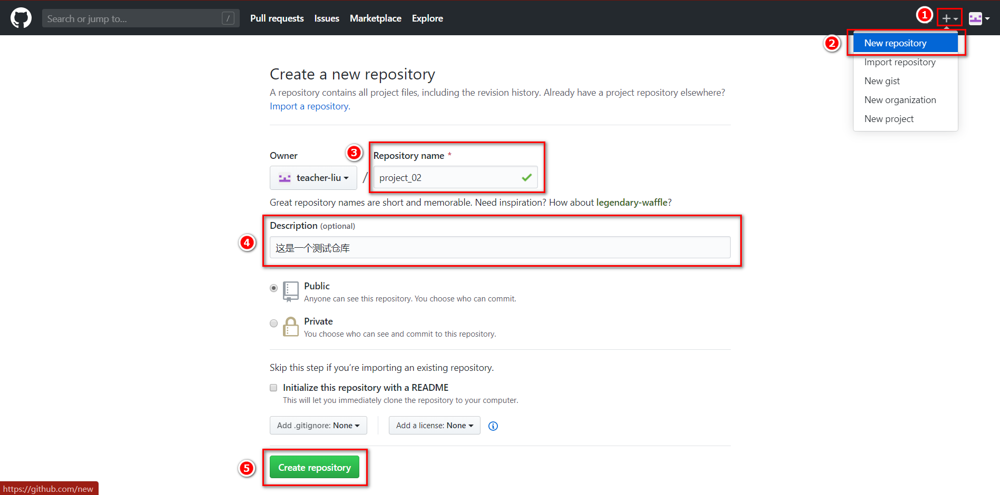 Search or jump to... /
Pull requests Issues Marketplace Explore
1
2
New repository
Import repository
New gist
New organization
New project
Create a new repository
A repository contains all project files, including the revision history. Already have a project repository elsewhere?
Import a repository.
Owner
3
Repository name *
teacher-liu
/
project_02
Great repository names are short and memorable. Need inspiration? How about legendary-waffle?
Description (optional)
4
这是一个测试仓库
Public
Anyone can see this repository. You choose who can commit.
Private
You choose who can see and commit to this repository.
Skip this step if you’re importing an existing repository.
Initialize this repository with a README
This will let you immediately clone the repository to your computer.
Add .gitignore: None
Add a license: None
5
Create repository
https://github.com/new